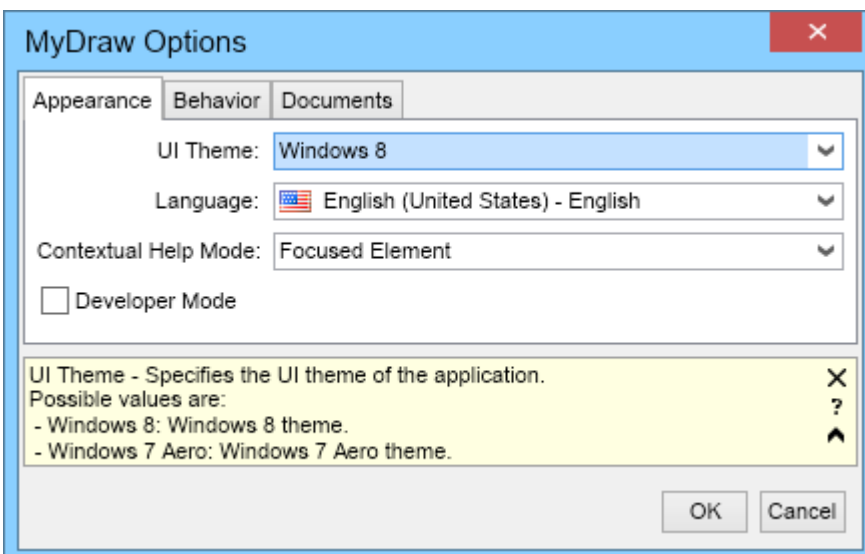 MyDraw Options
Appearance Behavior Documents
UI Theme: Windows 8
Language: English (United States) - English
Contextual Help Mode: Focused Element
Developer Mode
UI Theme - Specifies the UI theme of the application.
Possible values are:
- Windows 8: Windows 8 theme.
- Windows 7 Aero: Windows 7 Aero theme.
?
OK Cancel